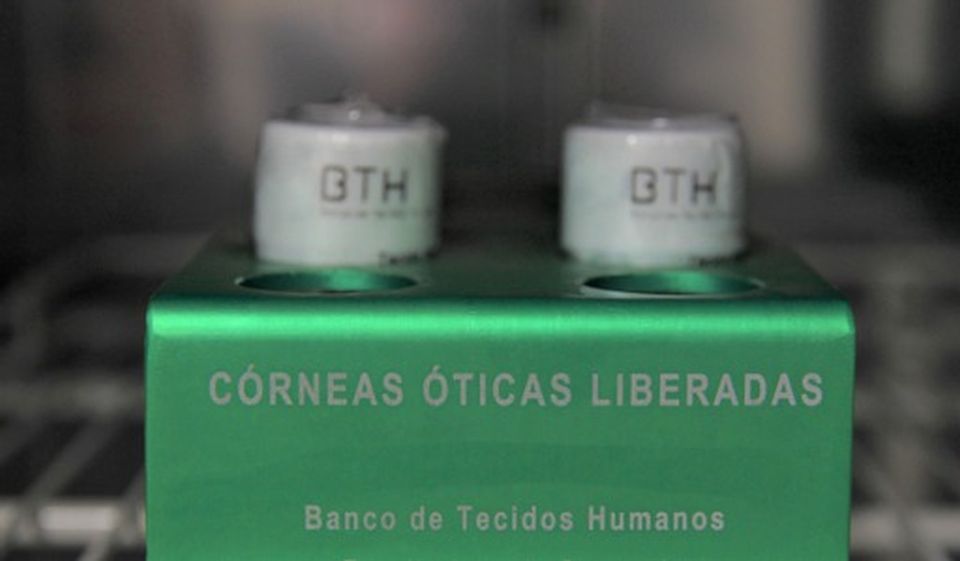 BTH
BTH
CÓRNEAS ÓTICAS LIBERADAS
Banco de Tecidos Humanos